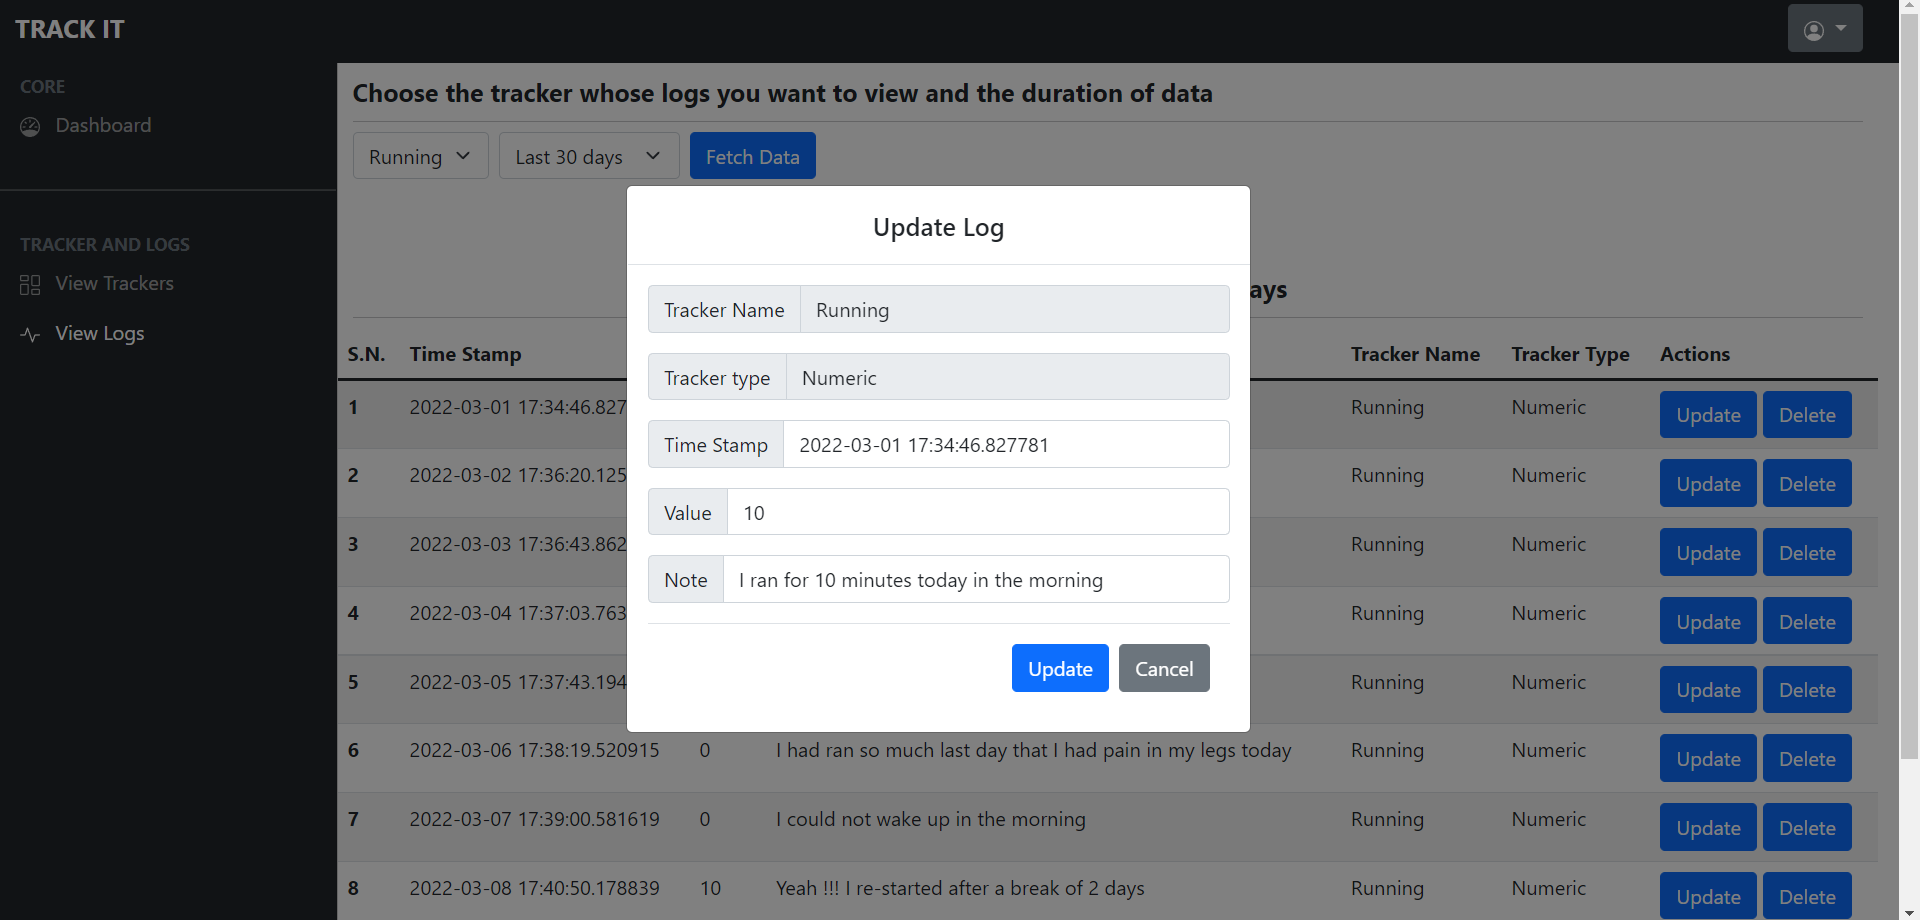 TRACK IT
CORE
Dashboard
TRACKER AND LOGS
View Trackers
View Logs
Choose the tracker whose logs you want to view and the duration of data
Running Last 30 days Fetch Data
ays
S.N. Time Stamp Tracker Name Tracker Type Actions
1 2022-03-01 17:34:46.827 Running Numeric Update Delete
2 2022-03-02 17:36:20.125 Running Numeric Update Delete
3 2022-03-03 17:36:43.862 Running Numeric Update Delete
4 2022-03-04 17:37:03.763 Running Numeric Update Delete
5 2022-03-05 17:37:43.194 Running Numeric Update Delete
6 2022-03-06 17:38:19.520915 0 I had ran so much last day that I had pain in my legs today Running Numeric Update Delete
7 2022-03-07 17:39:00.581619 0 I could not wake up in the morning Running Numeric Update Delete
8 2022-03-08 17:40:50.178839 10 Yeah !!! I re-started after a break of 2 days Running Numeric Update Delete
Update Log
Tracker Name Running
Tracker type Numeric
Time Stamp 2022-03-01 17:34:46.827781
Value 10
Note I ran for 10 minutes today in the morning
Update Cancel